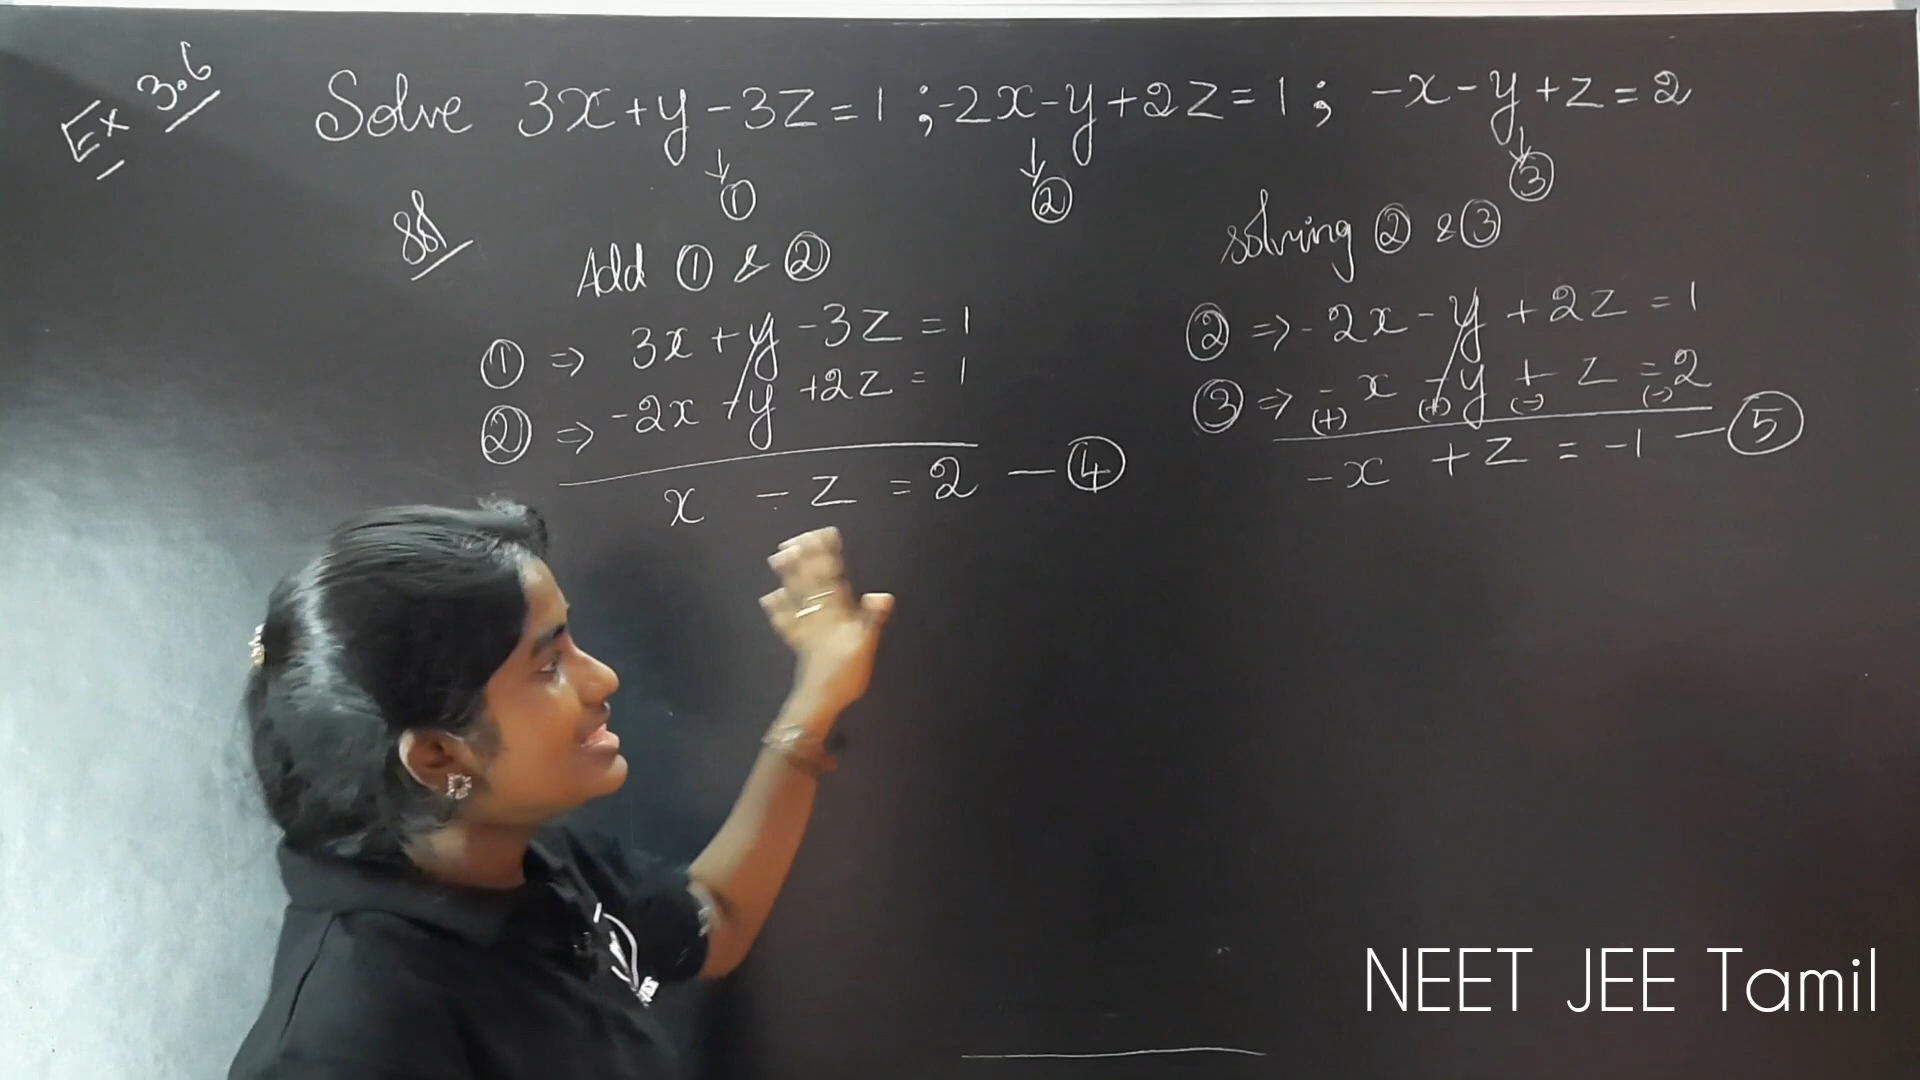 Ex 3.6
Solve 3x+y-3z=1 ; -2x-y+2z=1 ; -x-y+z=2
① ② ③
Sol
Add ① & ②
① => 3x+y-3z=1
② => -2x-y+2z=1
x -z=2 —④
solving ② & ③
② => -2x-y+2z=1
③ => -x-y+z=2
(+) (+) (-) (-)
-x +z=-1 —⑤
NEET JEE Tamil